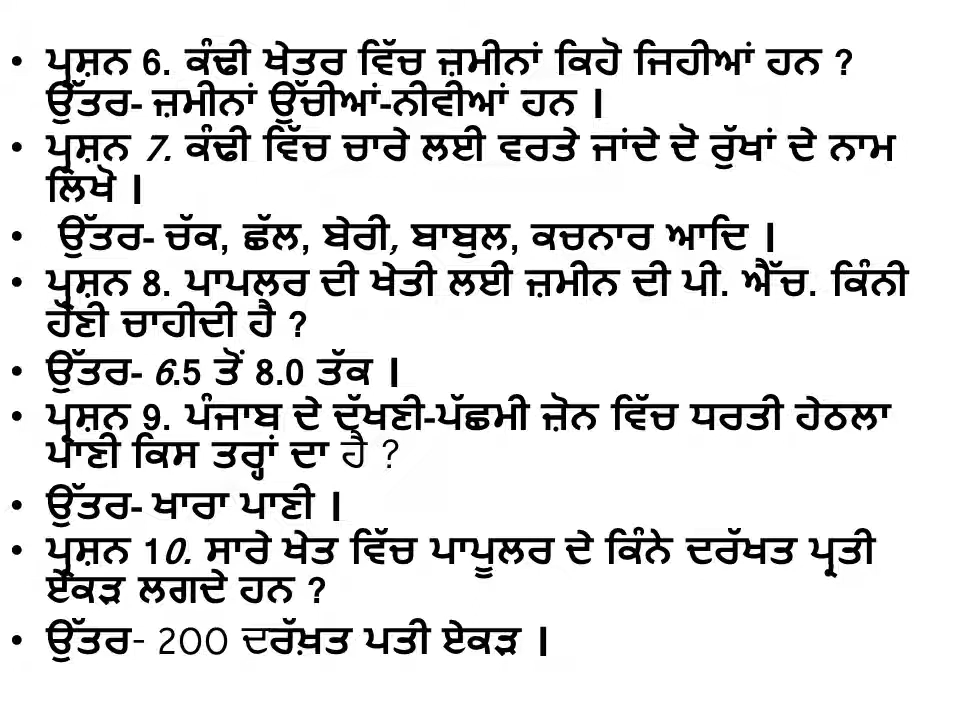 • ਪ੍ਰਸ਼ਨ 6. ਕੰਢੀ ਖੇਤਰ ਵਿੱਚ ਜ਼ਮੀਨਾਂ ਕਿਹੋ ਜਿਹੀਆਂ ਹਨ ?
ਉੱਤਰ- ਜ਼ਮੀਨਾਂ ਉੱਚੀਆਂ-ਨੀਵੀਆਂ ਹਨ ।
• ਪ੍ਰਸ਼ਨ 7. ਕੰਢੀ ਵਿੱਚ ਚਾਰੇ ਲਈ ਵਰਤੇ ਜਾਂਦੇ ਦੋ ਰੁੱਖਾਂ ਦੇ ਨਾਮ
ਲਿਖੋ ।
• ਉੱਤਰ- ਚੱਕ, ਛੱਲ, ਬੇਰੀ, ਬਾਬੁਲ, ਕਚਨਾਰ ਆਦਿ ।
• ਪ੍ਰਸ਼ਨ 8. ਪਾਪਲਰ ਦੀ ਖੇਤੀ ਲਈ ਜ਼ਮੀਨ ਦੀ ਪੀ. ਐੱਚ. ਕਿੰਨੀ
ਹੋਣੀ ਚਾਹੀਦੀ ਹੈ ?
• ਉੱਤਰ- 6.5 ਤੋਂ 8.0 ਤੱਕ ।
• ਪ੍ਰਸ਼ਨ 9. ਪੰਜਾਬ ਦੇ ਦੱਖਣੀ-ਪੱਛਮੀ ਜ਼ੋਨ ਵਿੱਚ ਧਰਤੀ ਹੇਠਲਾ
ਪਾਣੀ ਕਿਸ ਤਰ੍ਹਾਂ ਦਾ ਹੈ ?
• ਉੱਤਰ- ਖਾਰਾ ਪਾਣੀ ।
• ਪ੍ਰਸ਼ਨ 10. ਸਾਰੇ ਖੇਤ ਵਿੱਚ ਪਾਪੂਲਰ ਦੇ ਕਿੰਨੇ ਦਰੱਖਤ ਪ੍ਰਤੀ
ਏਕੜ ਲਗਦੇ ਹਨ ?
• ਉੱਤਰ- 200 ਦਰੱਖ਼ਤ ਪਤੀ ਏਕੜ ।